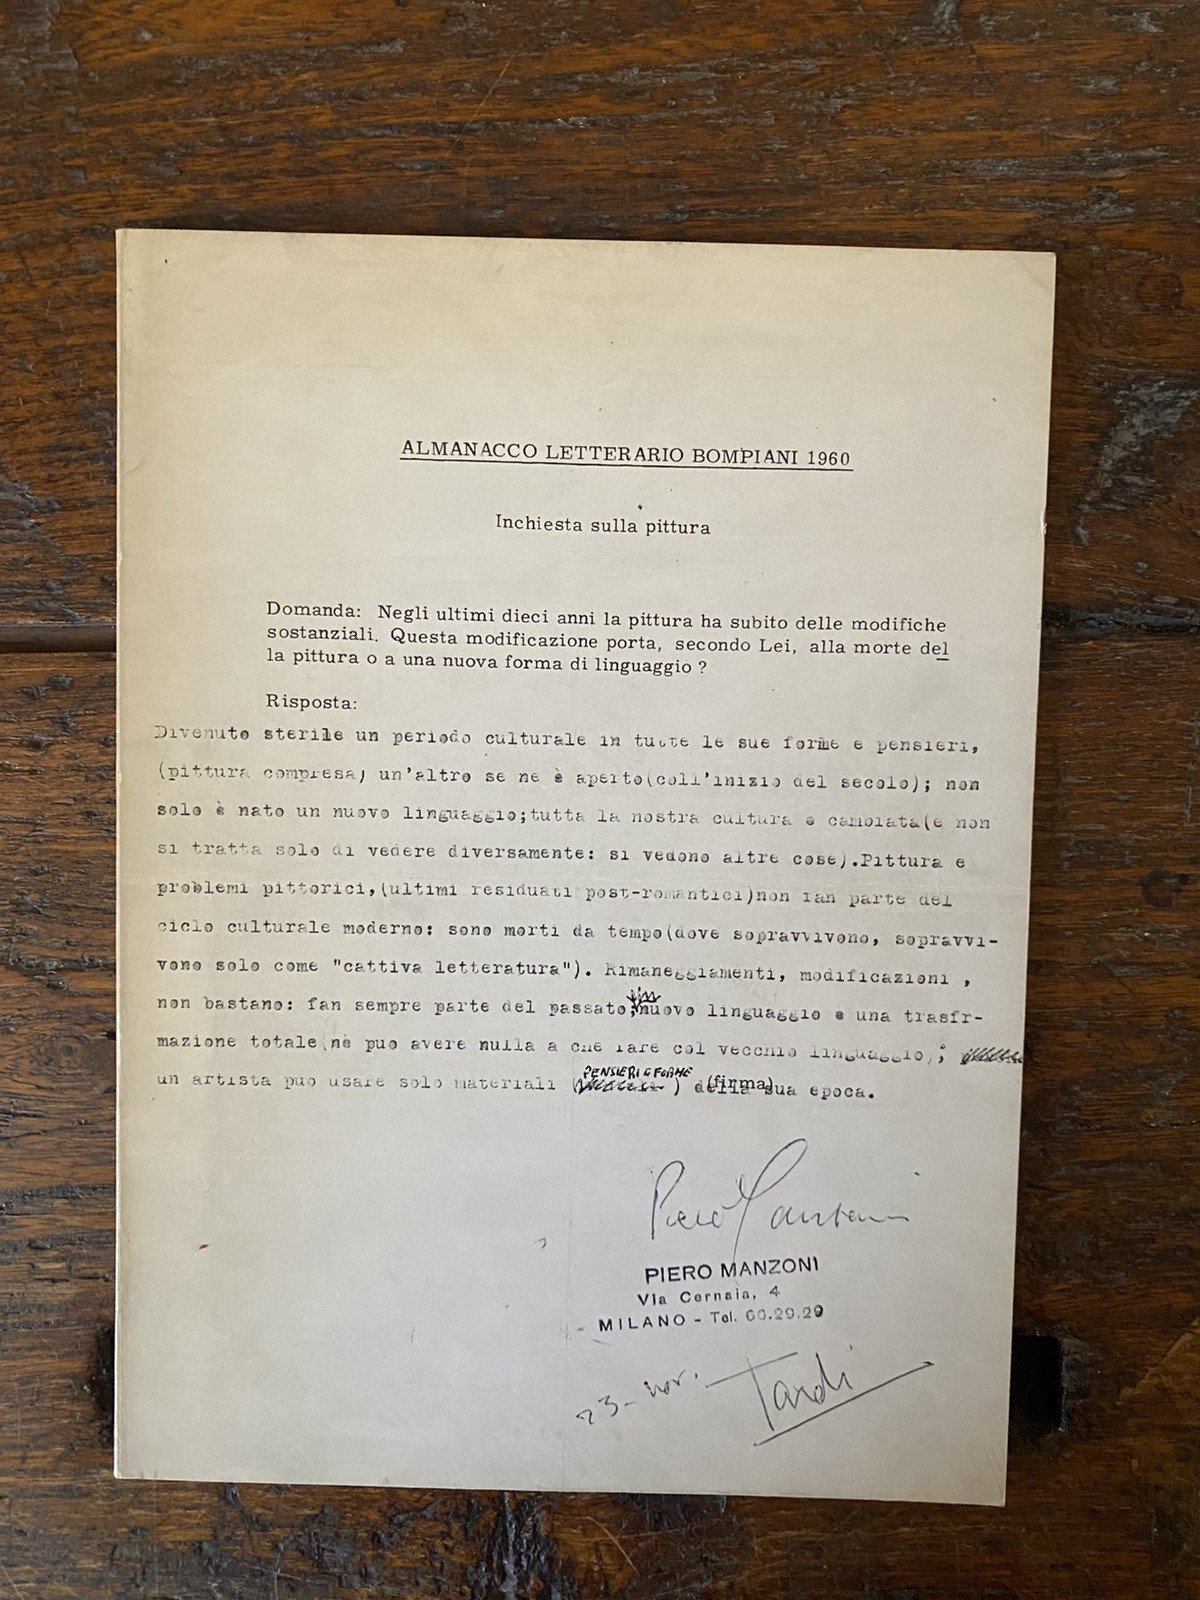 ALMANACCO LETTERARIO BOMPIANI 1960
Inchiesta sulla pittura
Domanda: Negli ultimi dieci anni la pittura ha subito delle modifiche
sostanziali. Questa modificazione porta, secondo Lei, alla morte del
la pittura o a una nuova forma di linguaggio ?
Risposta:
Divenuto sterile un periodo culturale in tutte le sue forme e pensieri,
(pittura compresa) un'altro se ne è aperto(coll'inizio del secolo); non
solo è nato un nuovo linguaggio;tutta la nostra cultura e cambiata(e non
si tratta solo di vedere diversamente: si vedono altre cose).Pittura e
problemi pittorici,(ultimi residuati post-romantici)non fan parte del
ciclo culturale moderno: sono morti da tempo(dove sopravvivono, sopravvi-
vono solo come "cattiva letteratura"). Rimaneggiamenti, modificazioni ,
non bastano: fan sempre parte del passato; nuovo linguaggio e una trasfr-
mazione totale(nè puo avere nulla a che fare col vecchio linguaggio);
un artista può usare solo materiali (PENSIERI E FORME) della sua epoca.
(firma)
Piero Manzoni
PIERO MANZONI
Via Cernaia, 4
MILANO - Tel. 60.29.29
23- nov. Tardi